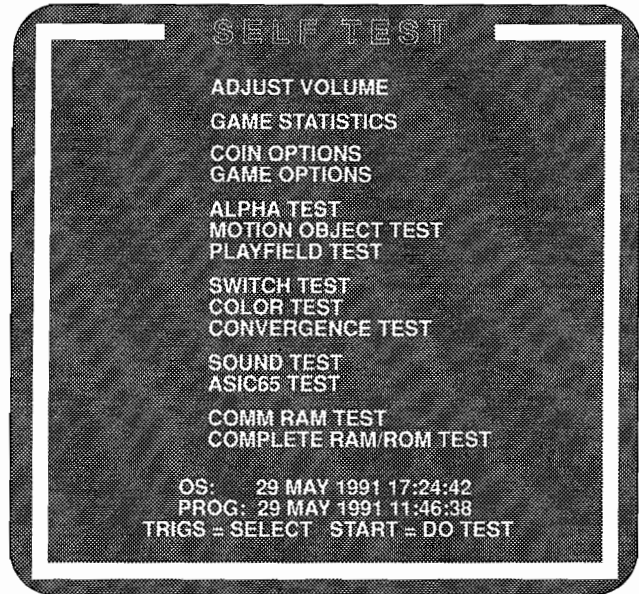 SELF TEST
ADJUST VOLUME
GAME STATISTICS
COIN OPTIONS
GAME OPTIONS
ALPHA TEST
MOTION OBJECT TEST
PLAYFIELD TEST
SWITCH TEST
COLOR TEST
CONVERGENCE TEST
SOUND TEST
ASIC65 TEST
COMM RAM TEST
COMPLETE RAM/ROM TEST
OS: 29 MAY 1991 17:24:42
PROG: 29 MAY 1991 11:46:38
TRIGS = SELECT START = DO TEST